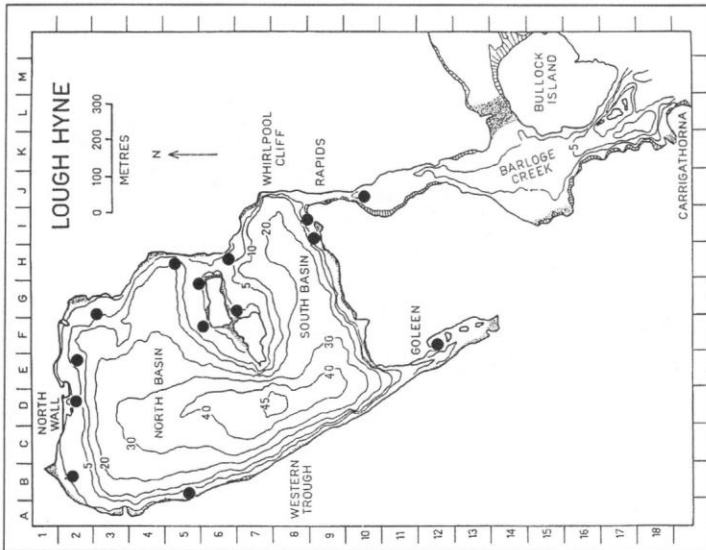 A B C D E F G H I J K L M
LOUGH HYNE
0 100 200 300
METRES
N
WHIRLPOOL
CLIFF
RAPIDS
NORTH
WALL
NORTH BASIN
SOUTH BASIN
WESTERN
TROUGH
GOLEEN
BARLOGE
CREEK
BULLOCK
ISLAND
CARRIGATHORNA
5
20
30
40
45
10
5
20
30
40
5
1 2 3 4 5 6 7 8 9 10 11 12 13 14 15 16 17 18